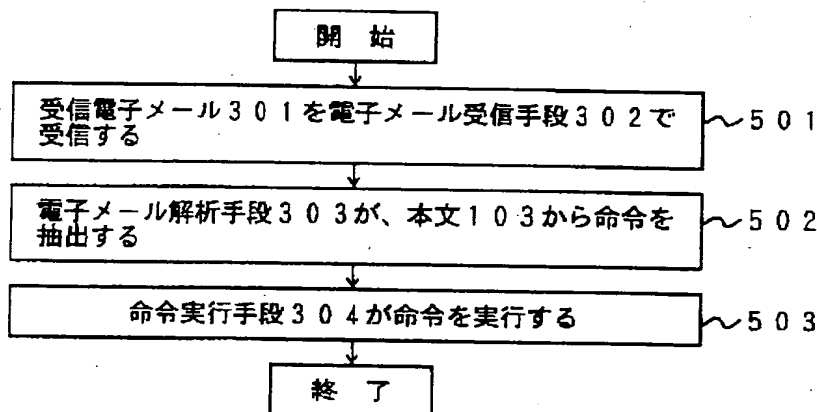 開 始
受信電子メール301を電子メール受信手段302で
受信する
501
電子メール解析手段303が、本文103から命令を
抽出する
502
命令実行手段304が命令を実行する
503
終 了